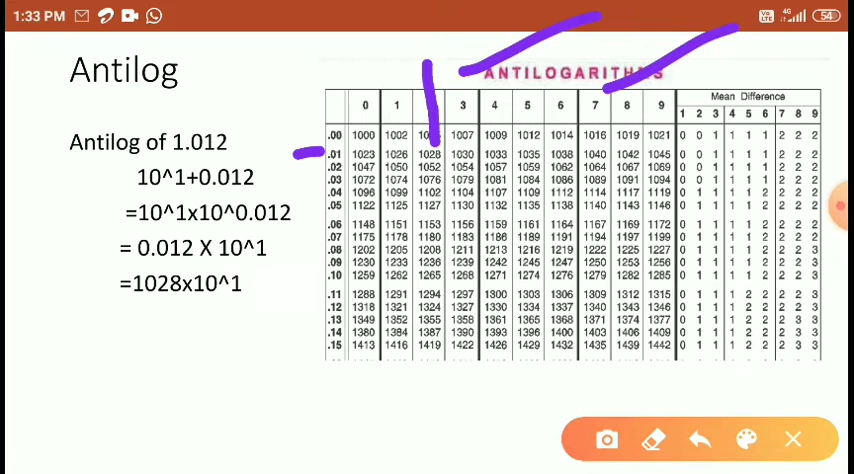 1:33 PM
4G
54
Antilog
ANTILOGARITHMS
Antilog of 1.012
10^1+0.012
=10^1x10^0.012
= 0.012 X 10^1
=1028x10^1
Mean Difference
0 1 3 4 5 6 7 8 9 1 2 3 4 5 6 7 8 9
.00 1000 1002 1007 1009 1012 1014 1016 1019 1021 0 0 1 1 1 1 2 2 2
.01 1023 1026 1028 1030 1033 1035 1038 1040 1042 1045 0 0 1 1 1 1 2 2 2
.02 1047 1050 1052 1054 1057 1059 1062 1064 1067 1069 0 0 1 1 1 1 2 2 2
.03 1072 1074 1076 1079 1081 1084 1086 1089 1091 1094 0 0 1 1 1 1 2 2 2
.04 1096 1099 1102 1104 1107 1109 1112 1114 1117 1119 0 1 1 1 1 2 2 2 2
.05 1122 1125 1127 1130 1132 1135 1138 1140 1143 1146 0 1 1 1 1 2 2 2 2
.06 1148 1151 1153 1156 1159 1161 1164 1167 1169 1172 0 1 1 1 1 2 2 2 2
.07 1175 1178 1180 1183 1186 1189 1191 1194 1197 1199 0 1 1 1 1 2 2 2 2
.08 1202 1205 1208 1211 1213 1216 1219 1222 1225 1227 0 1 1 1 1 2 2 2 3
.09 1230 1233 1236 1239 1242 1245 1247 1250 1253 1256 0 1 1 1 1 2 2 2 3
.10 1259 1262 1265 1268 1271 1274 1276 1279 1282 1285 0 1 1 1 1 2 2 2 3
.11 1288 1291 1294 1297 1300 1303 1306 1309 1312 1315 0 1 1 1 2 2 2 2 3
.12 1318 1321 1324 1327 1330 1334 1337 1340 1343 1346 0 1 1 1 2 2 2 2 3
.13 1349 1352 1355 1358 1361 1365 1368 1371 1374 1377 0 1 1 1 2 2 2 3 3
.14 1380 1384 1387 1390 1393 1396 1400 1403 1406 1409 0 1 1 1 2 2 2 3 3
.15 1413 1416 1419 1422 1426 1429 1432 1435 1439 1442 0 1 1 1 2 2 2 3 3